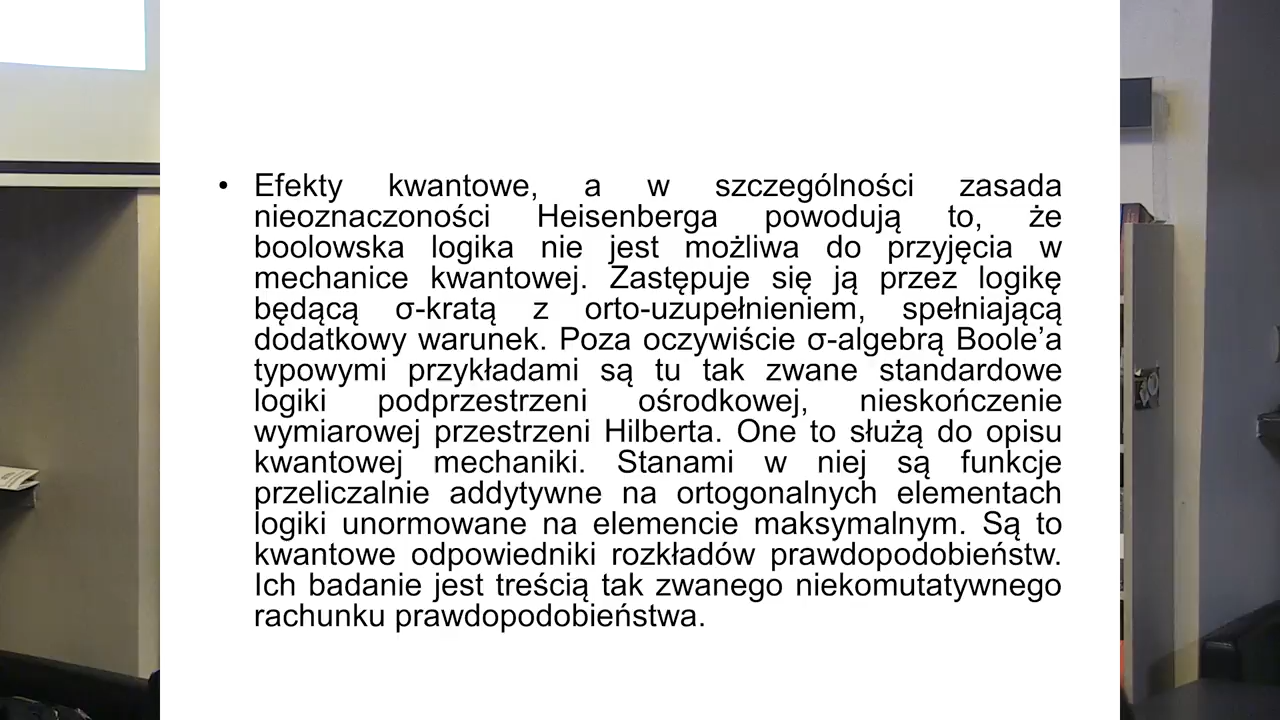 • Efekty kwantowe, a w szczególności zasada
nieoznaczoności Heisenberga powodują to, że
boolowska logika nie jest możliwa do przyjęcia w
mechanice kwantowej. Zastępuje się ją przez logikę
będącą σ-kratą z orto-uzupełnieniem, spełniającą
dodatkowy warunek. Poza oczywiście σ-algebrą Boole’a
typowymi przykładami są tu tak zwane standardowe
logiki podprzestrzeni ośrodkowej, nieskończenie
wymiarowej przestrzeni Hilberta. One to służą do opisu
kwantowej mechaniki. Stanami w niej są funkcje
przeliczalnie addytywne na ortogonalnych elementach
logiki unormowane na elemencie maksymalnym. Są to
kwantowe odpowiedniki rozkładów prawdopodobieństw.
Ich badanie jest treścią tak zwanego niekomutatywnego
rachunku prawdopodobieństwa.